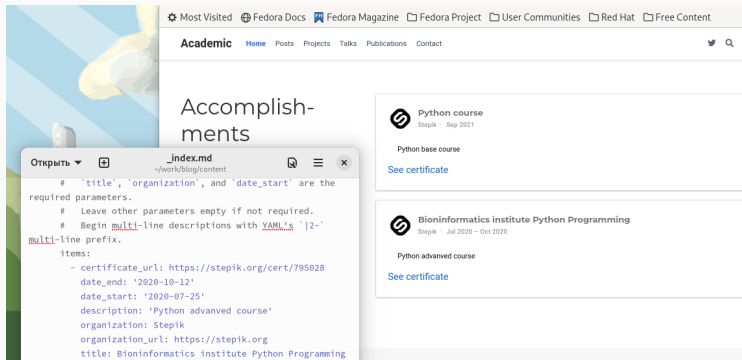 Most Visited Fedora Docs Fedora Magazine Fedora Project User Communities Red Hat Free Content
Academic Home Posts Projects Talks Publications Contact
Accomplish-
ments
Python course
Stepik · Sep 2021
Python base course
See certificate
Bioninformatics institute Python Programming
Stepik · Jul 2020 – Oct 2020
Python advanved course
See certificate
Открыть
_index.md
~/work/blog/content
#   `title`, `organization`, and `date_start` are the
required parameters.
#   Leave other parameters empty if not required.
#   Begin multi-line descriptions with YAML's `|2-`
multi-line prefix.
items:
- certificate_url: https://stepik.org/cert/795028
date_end: '2020-10-12'
date_start: '2020-07-25'
description: 'Python advanved course'
organization: Stepik
organization_url: https://stepik.org
title: Bioninformatics institute Python Programming